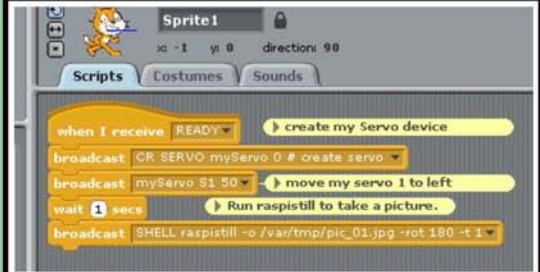 Sprite1
x: -1 y: 0 direction: 90
Scripts Costumes Sounds
when I receive READY create my Servo device
broadcast CR SERVO myServo 0 # create servo
broadcast myServo S1 50 move my servo 1 to left
wait 1 secs Run raspistill to take a picture.
broadcast SHELL raspistill -o /var/tmp/pic_01.jpg -rot 180 -t 1